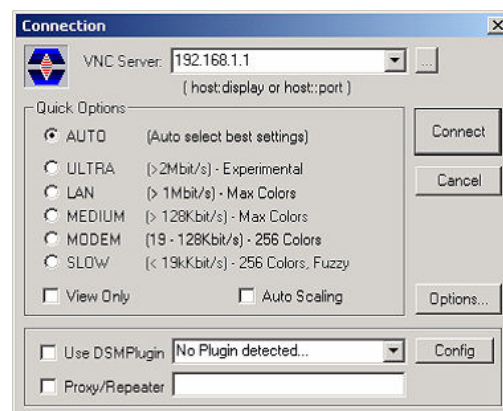 Connection
VNC Server: 192.168.1.1 ...
( host:display or host::port )
Quick Options
AUTO (Auto select best settings)
ULTRA (>2Mbit/s) - Experimental
LAN (> 1Mbit/s) - Max Colors
MEDIUM (> 128Kbit/s) - Max Colors
MODEM (19 - 128Kbit/s) - 256 Colors
SLOW (< 19kKbit/s) - 256 Colors, Fuzzy
View Only Auto Scaling
Connect
Cancel
Options...
Use DSMPlugin No Plugin detected... Config
Proxy/Repeater